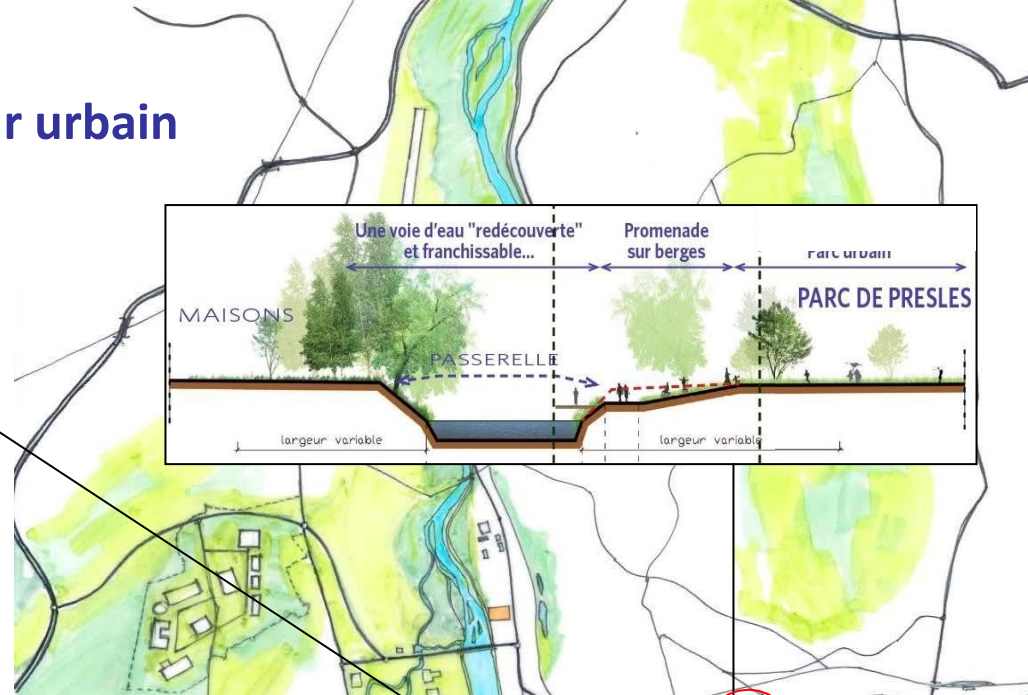 r urbain
Une voie d'eau "redécouverte"
et franchissable...
Promenade
sur berges
Parc urbain
PARC DE PRESLES
MAISONS
PASSERELLE
largeur variable
largeur variable